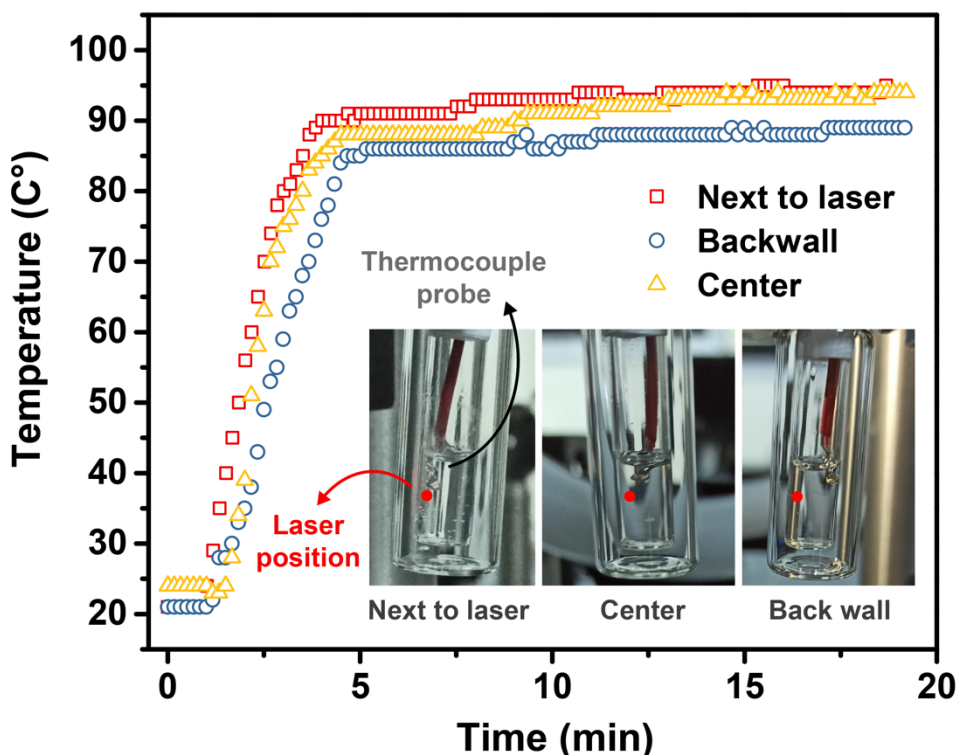 Temperature (C°)
100
90
80
70
60
50
40
30
20
Next to laser
Backwall
Center
Thermocouple
probe
Laser
position
Next to laser
Center
Back wall
0
5
10
15
20
Time (min)